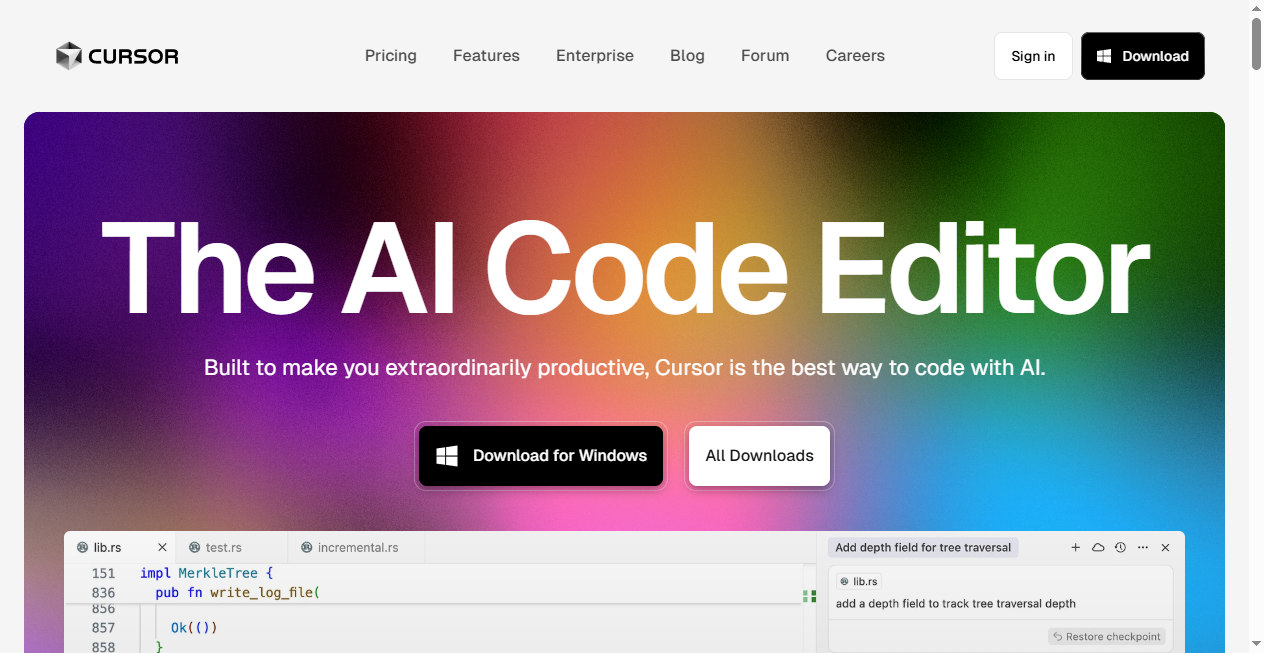 CURSOR
Pricing
Features
Enterprise
Blog
Forum
Careers
Sign in
Download
The AI Code Editor
Built to make you extraordinarily productive, Cursor is the best way to code with AI.
Download for Windows
All Downloads
lib.rs
test.rs
incremental.rs
151 impl MerkleTree {
836 pub fn write_log_file(
856
857 Ok(())
858 }
Add depth field for tree traversal
lib.rs
add a depth field to track tree traversal depth
Restore checkpoint